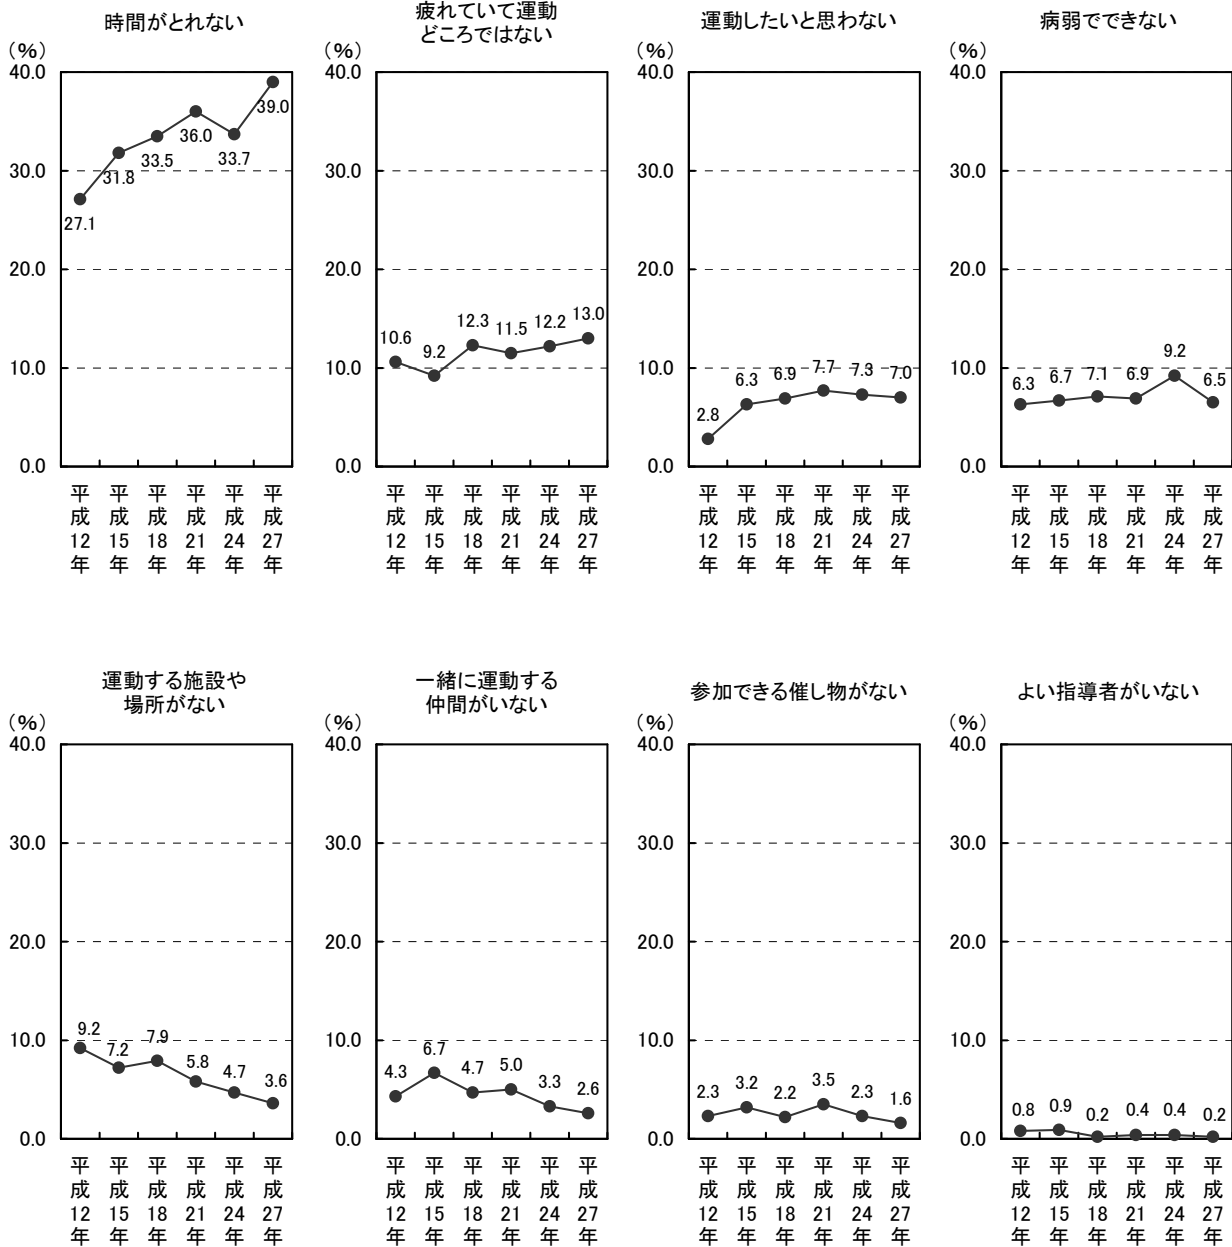 時間がとれない
(%)
40.0
30.0
20.0
10.0
0.0
27.1
31.8
33.5
36.0
33.7
39.0
平成12年
平成15年
平成18年
平成21年
平成24年
平成27年
疲れていて運動
どころではない
(%)
40.0
30.0
20.0
10.0
0.0
10.6
9.2
12.3
11.5
12.2
13.0
平成12年
平成15年
平成18年
平成21年
平成24年
平成27年
運動したいと思わない
(%)
40.0
30.0
20.0
10.0
0.0
2.8
6.3
6.9
7.7
7.3
7.0
平成12年
平成15年
平成18年
平成21年
平成24年
平成27年
病弱でできない
(%)
40.0
30.0
20.0
10.0
0.0
6.3
6.7
7.1
6.9
9.2
6.5
平成12年
平成15年
平成18年
平成21年
平成24年
平成27年
運動する施設や
場所がない
(%)
40.0
30.0
20.0
10.0
0.0
9.2
7.2
7.9
5.8
4.7
3.6
平成12年
平成15年
平成18年
平成21年
平成24年
平成27年
一緒に運動する
仲間がいない
(%)
40.0
30.0
20.0
10.0
0.0
4.3
6.7
4.7
5.0
3.3
2.6
平成12年
平成15年
平成18年
平成21年
平成24年
平成27年
参加できる催し物がない
(%)
40.0
30.0
20.0
10.0
0.0
2.3
3.2
2.2
3.5
2.3
1.6
平成12年
平成15年
平成18年
平成21年
平成24年
平成27年
よい指導者がいない
(%)
40.0
30.0
20.0
10.0
0.0
0.8
0.9
0.2
0.4
0.4
0.2
平成12年
平成15年
平成18年
平成21年
平成24年
平成27年